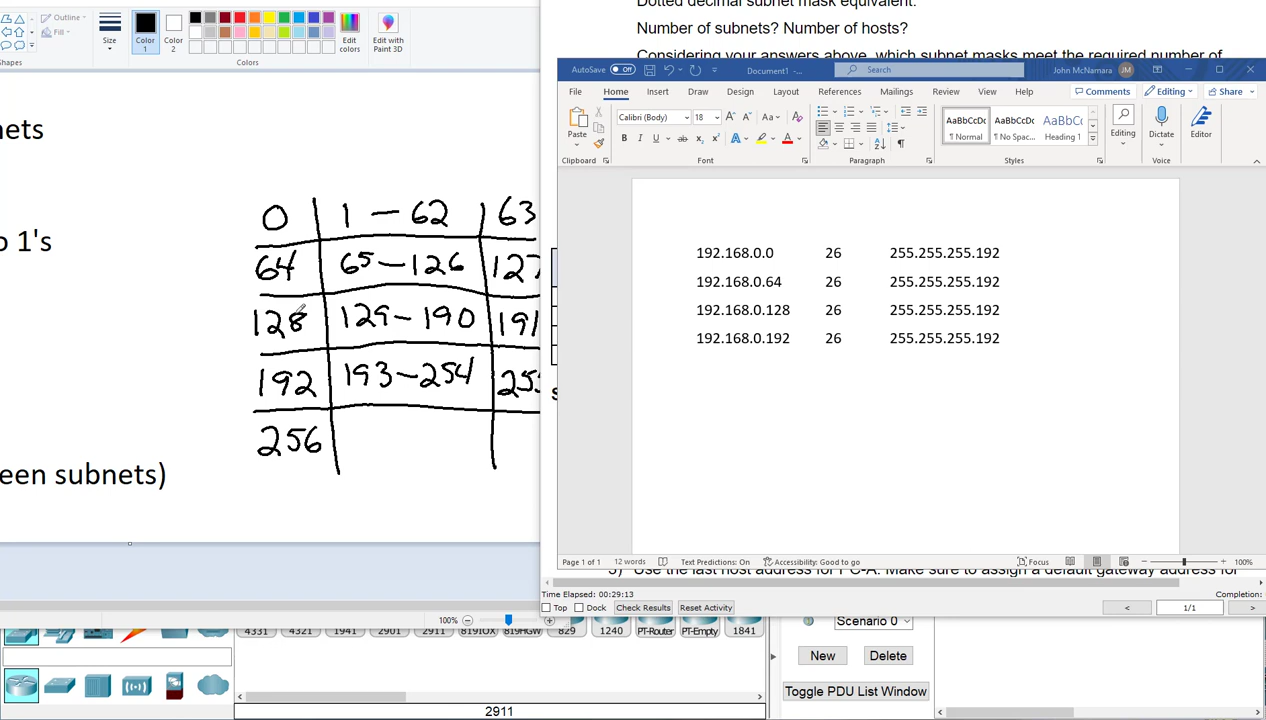 Outline
Fill
Shapes
Size
Color
1
Color
2
Edit
colors
Edit with
Paint 3D
Colors
nets
o 1's
een subnets)
0 1 - 62 63
64 65 - 126 127
128 129 - 190 191
192 193 - 254 255
256
100%
Dotted decimal subnet mask equivalent:
Number of subnets? Number of hosts?
Considering your answers above, which subnet masks meet the required number of
AutoSave Off Document1 -... Search John McNamara JM
File Home Insert Draw Design Layout References Mailings Review View Help Comments Editing Share
Paste
Calibri (Body) 18
AaBbCcDc AaBbCcDc AaBbCc
Normal No Spac... Heading 1
Editing Dictate Editor
Clipboard Font Paragraph Styles Voice Editor
192.168.0.0 26 255.255.255.192
192.168.0.64 26 255.255.255.192
192.168.0.128 26 255.255.255.192
192.168.0.192 26 255.255.255.192
Page 1 of 1 12 words Text Predictions: On Accessibility: Good to go Focus 100%
Use the last host address for PC-A. Make sure to assign a default gateway address for
Time Elapsed: 00:29:13 Completion:
Top Dock Check Results Reset Activity < 1/1 >
4331 4321 1941 2901 2911 819IOX 819HGW 829 1240 PT-Router PT-Empty 1841
2911
Scenario 0
New Delete
Toggle PDU List Window